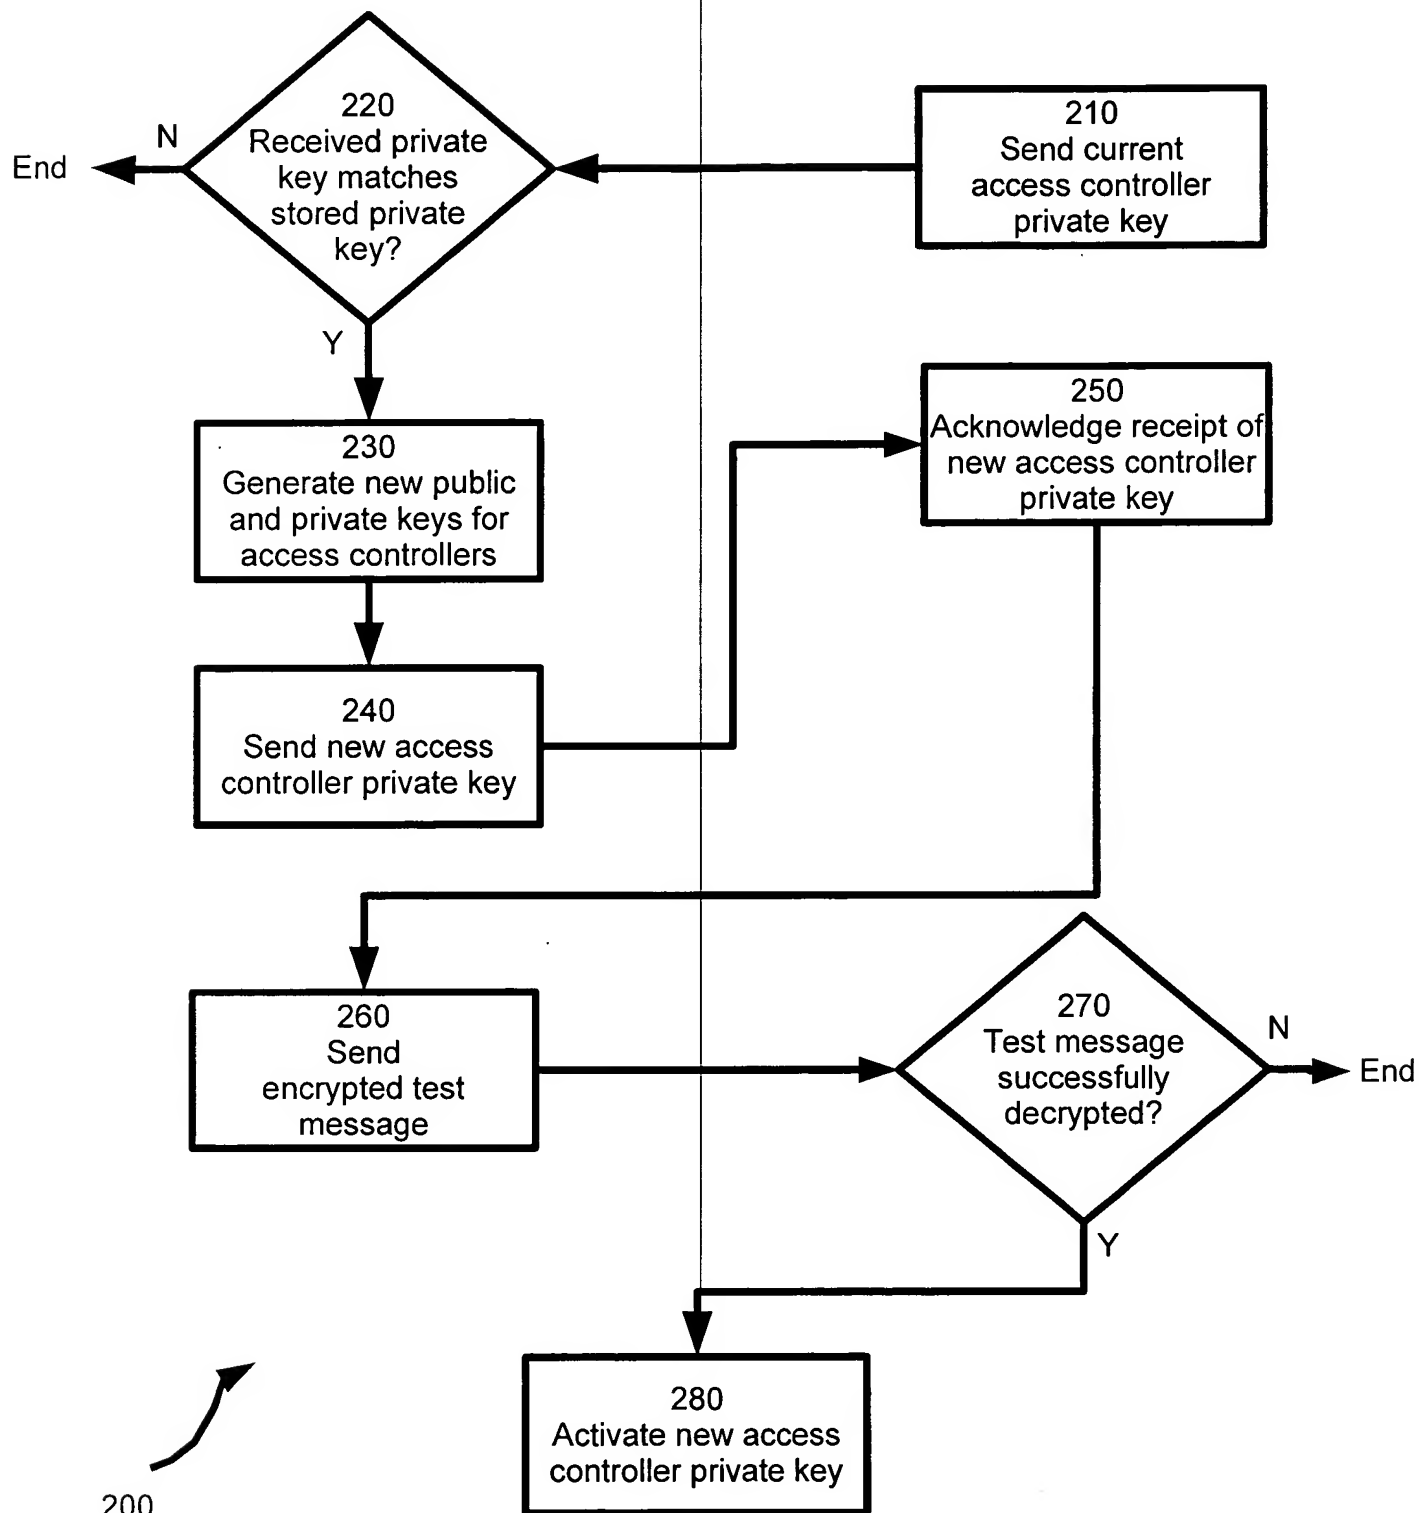 220
Received private
key matches
stored private
key?
N
End
Y
210
Send current
access controller
private key
230
Generate new public
and private keys for
access controllers
240
Send new access
controller private key
250
Acknowledge receipt of
new access controller
private key
260
Send
encrypted test
message
270
Test message
successfully
decrypted?
N
End
Y
280
Activate new access
controller private key
200